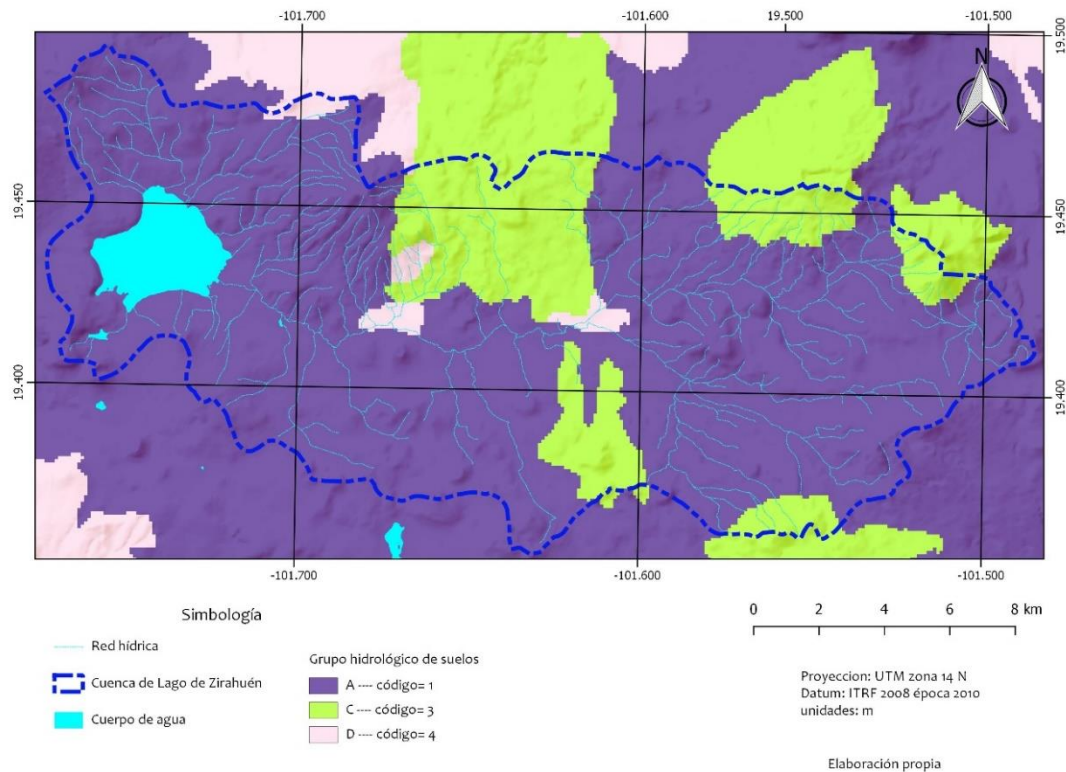 -101.700 -101.600 19.500 -101.500
19.500
N
19.450 19.450
19.400 19.400
-101.700 -101.600 -101.500
Simbología
Red hídrica
Cuenca de Lago de Zirahuén
Cuerpo de agua
Grupo hidrológico de suelos
A ---- código= 1
C ---- código= 3
D ---- código= 4
0 2 4 6 8 km
Proyeccion: UTM zona 14 N
Datum: ITRF 2008 época 2010
unidades: m
Elaboración propia